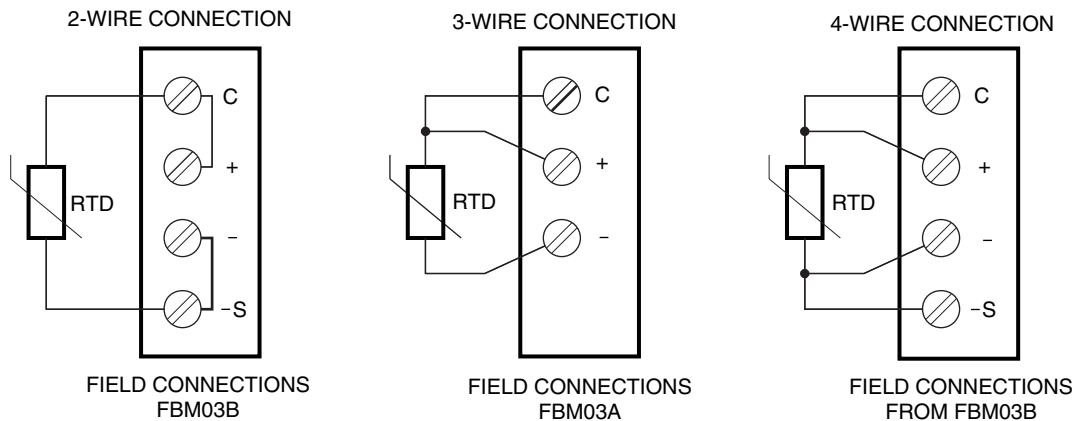 2-WIRE CONNECTION
C
+
RTD
-
-S
FIELD CONNECTIONS
FBM03B
3-WIRE CONNECTION
C
+
RTD
-
FIELD CONNECTIONS
FBM03A
4-WIRE CONNECTION
C
+
RTD
-
-S
FIELD CONNECTIONS
FROM FBM03B